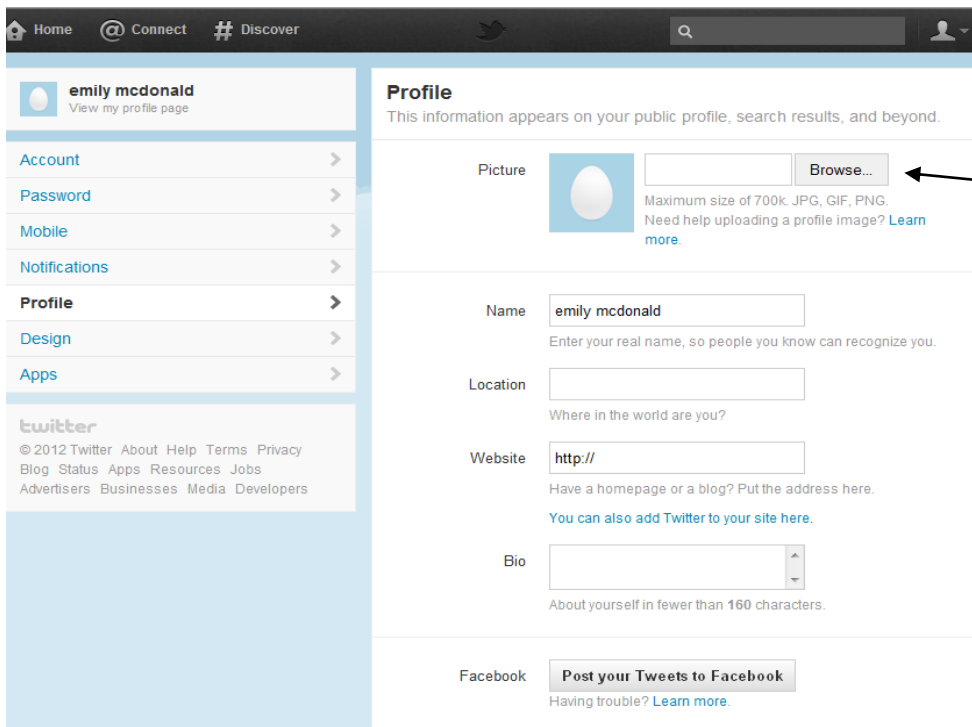 Home @ Connect # Discover
emily mcdonald
View my profile page
Account
Password
Mobile
Notifications
Profile
Design
Apps
twitter
© 2012 Twitter About Help Terms Privacy
Blog Status Apps Resources Jobs
Advertisers Businesses Media Developers
Profile
This information appears on your public profile, search results, and beyond.
Picture
Browse...
Maximum size of 700k. JPG, GIF, PNG.
Need help uploading a profile image? Learn
more.
Name
emily mcdonald
Enter your real name, so people you know can recognize you.
Location
Where in the world are you?
Website
http://
Have a homepage or a blog? Put the address here.
You can also add Twitter to your site here.
Bio
About yourself in fewer than 160 characters.
Facebook
Post your Tweets to Facebook
Having trouble? Learn more.